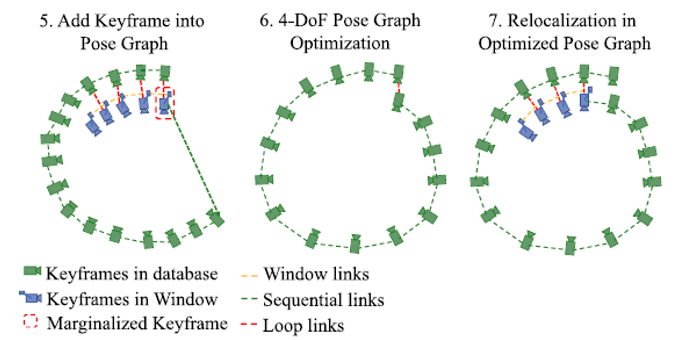 5. Add Keyframe into
Pose Graph
6. 4-DoF Pose Graph
Optimization
7. Relocalization in
Optimized Pose Graph
Keyframes in database
Keyframes in Window
Marginalized Keyframe
Window links
Sequential links
Loop links